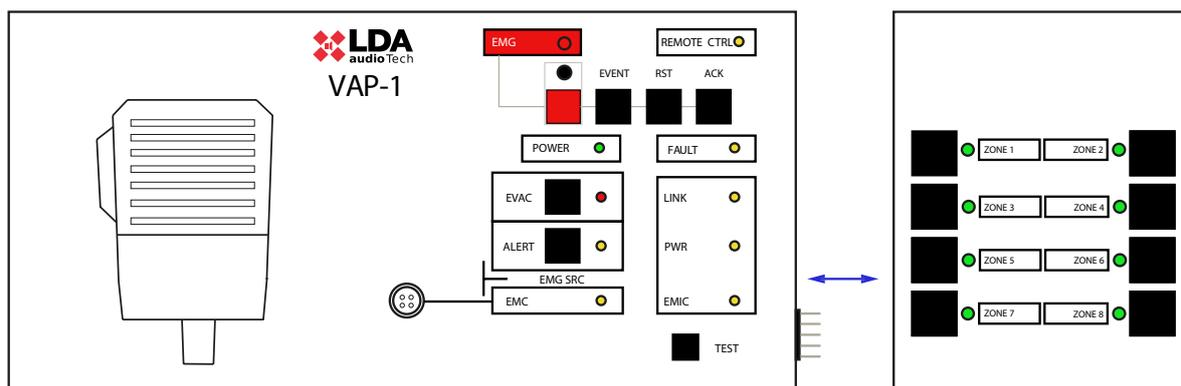 LDA
audio Tech
VAP-1
EMG
REMOTE CTRL
EVENT
RST
ACK
POWER
FAULT
EVAC
LINK
ALERT
PWR
EMG SRC
EMC
EMIC
TEST
ZONE 1
ZONE 2
ZONE 3
ZONE 4
ZONE 5
ZONE 6
ZONE 7
ZONE 8